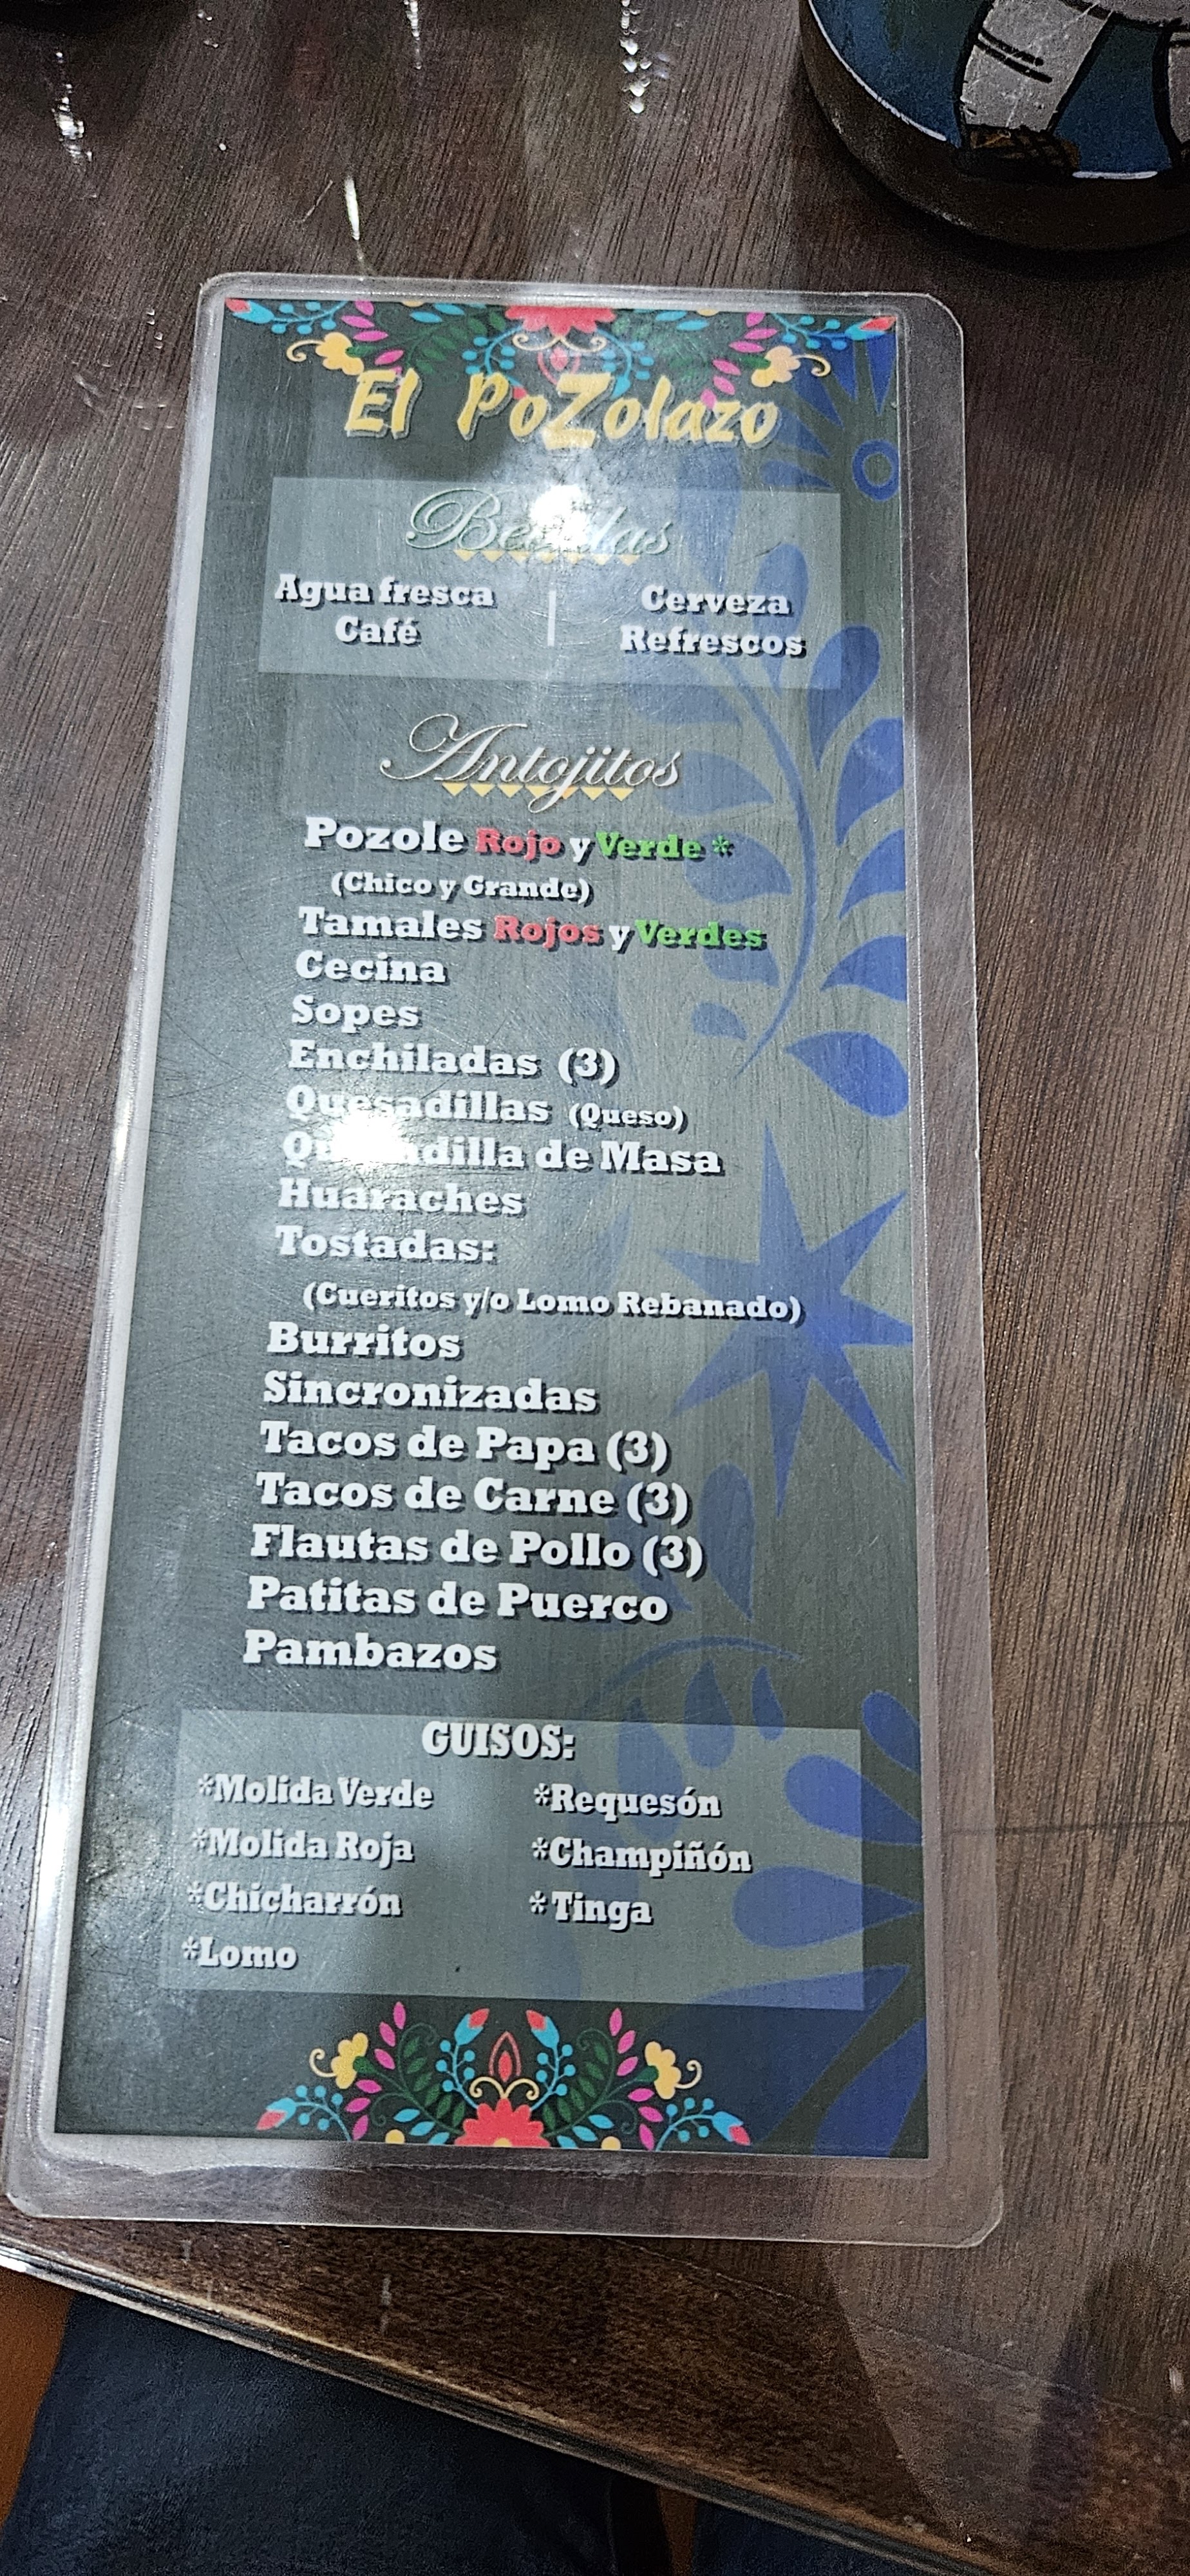 El PoZolazo
Bebidas
Agua fresca | Cerveza
Café Refrescos
Antojitos
Pozole Rojo y Verde *
(Chico y Grande)
Tamales Rojos y Verdes
Cecina
Sopes
Enchiladas (3)
Quesadillas (Queso)
Quesadilla de Masa
Huaraches
Tostadas:
(Cueritos y/o Lomo Rebanado)
Burritos
Sincronizadas
Tacos de Papa (3)
Tacos de Carne (3)
Flautas de Pollo (3)
Patitas de Puerco
Pambazos
GUISOS:
*Molida Verde *Requesón
*Molida Roja *Champiñón
*Chicharrón *Tinga
*Lomo